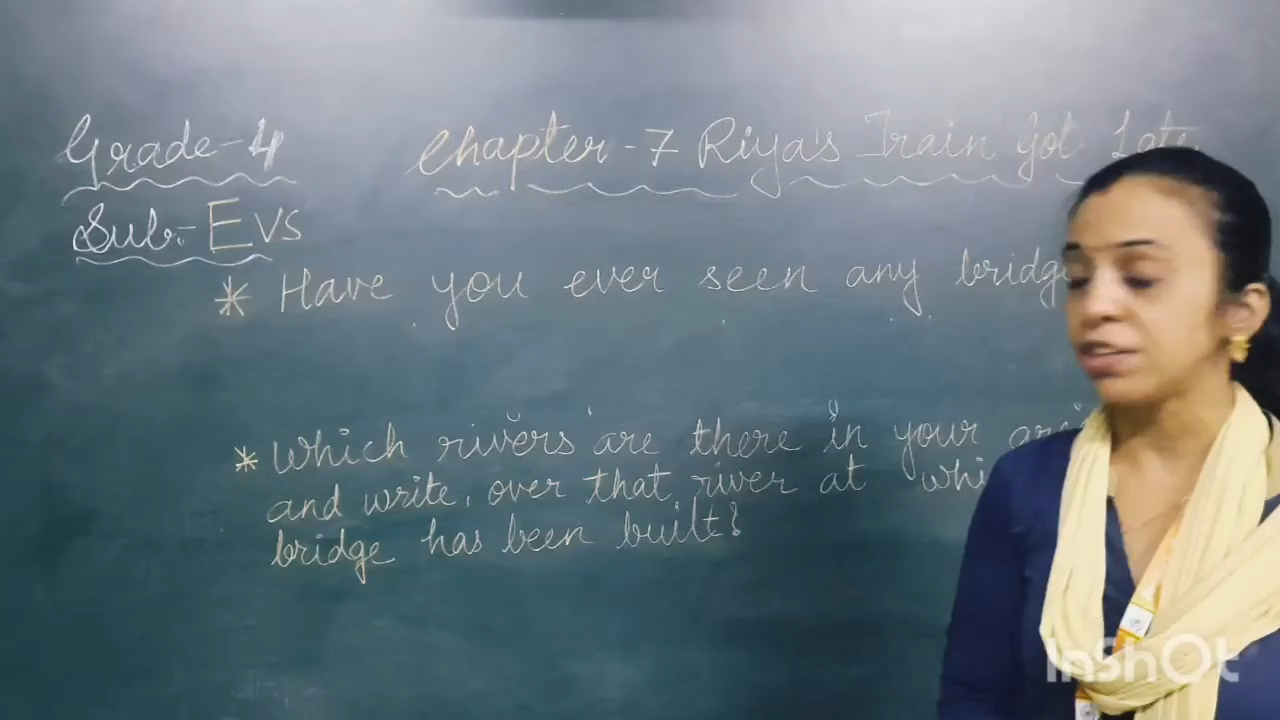 Grade-4 Chapter-7 Riya's Train Got Late
Sub:- EVS
* Have you ever seen any bridge
* Which rivers are there in your
and write, over that river at
bridge has been built?
InShOt